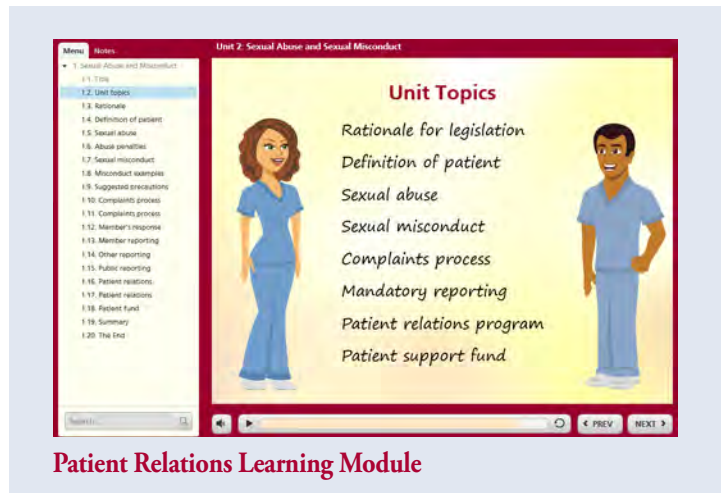 Menu Notes
Unit 2: Sexual Abuse and Sexual Misconduct
1. Sexual Abuse and Misconduct
1.1. Title
1.2. Unit topics
1.3. Rationale
1.4. Definition of patient
1.5. Sexual abuse
1.6. Abuse penalties
1.7. Sexual misconduct
1.8. Misconduct examples
1.9. Suggested precautions
1.10. Complaints process
1.11. Complaints process
1.12. Member's response
1.13. Member reporting
1.14. Other reporting
1.15. Public reporting
1.16. Patient relations
1.17. Patient relations
1.18. Patient fund
1.19. Summary
1.20. The End
Search...
Unit Topics
Rationale for legislation
Definition of patient
Sexual abuse
Sexual misconduct
Complaints process
Mandatory reporting
Patient relations program
Patient support fund
PREV NEXT
Patient Relations Learning Module